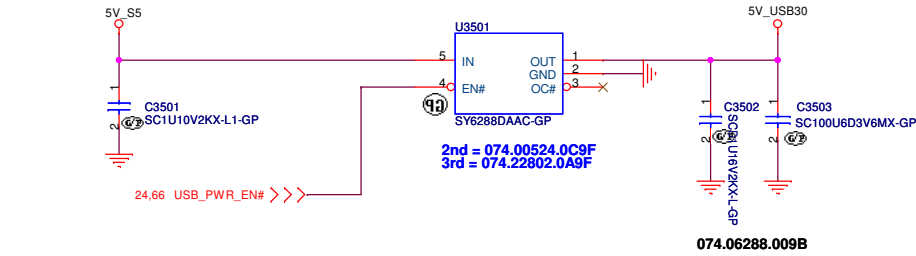 5V_S5
5V_USB30
U3501
5
IN
OUT
1
GND
2
4
EN#
OC#
3
1
2
C3501
SC1U10V2KX-L1-GP
G/P
GP
SY6288DAAC-GP
1
2
C3502
G/P
1
2
C3503
SC100U6D3V6MX-GP
G/P
2nd = 074.00524.0C9F
3rd = 074.22802.0A9F
24,66 USB_PWR_EN#
074.06288.009B